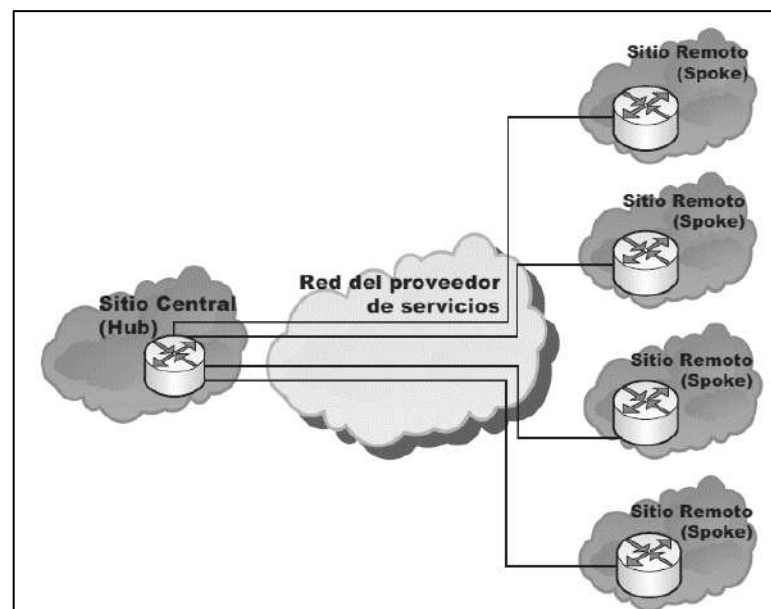 Sitio Remoto
(Spoke)
Sitio Remoto
(Spoke)
Red del proveedor
de servicios
Sitio Central
(Hub)
Sitio Remoto
(Spoke)
Sitio Remoto
(Spoke)